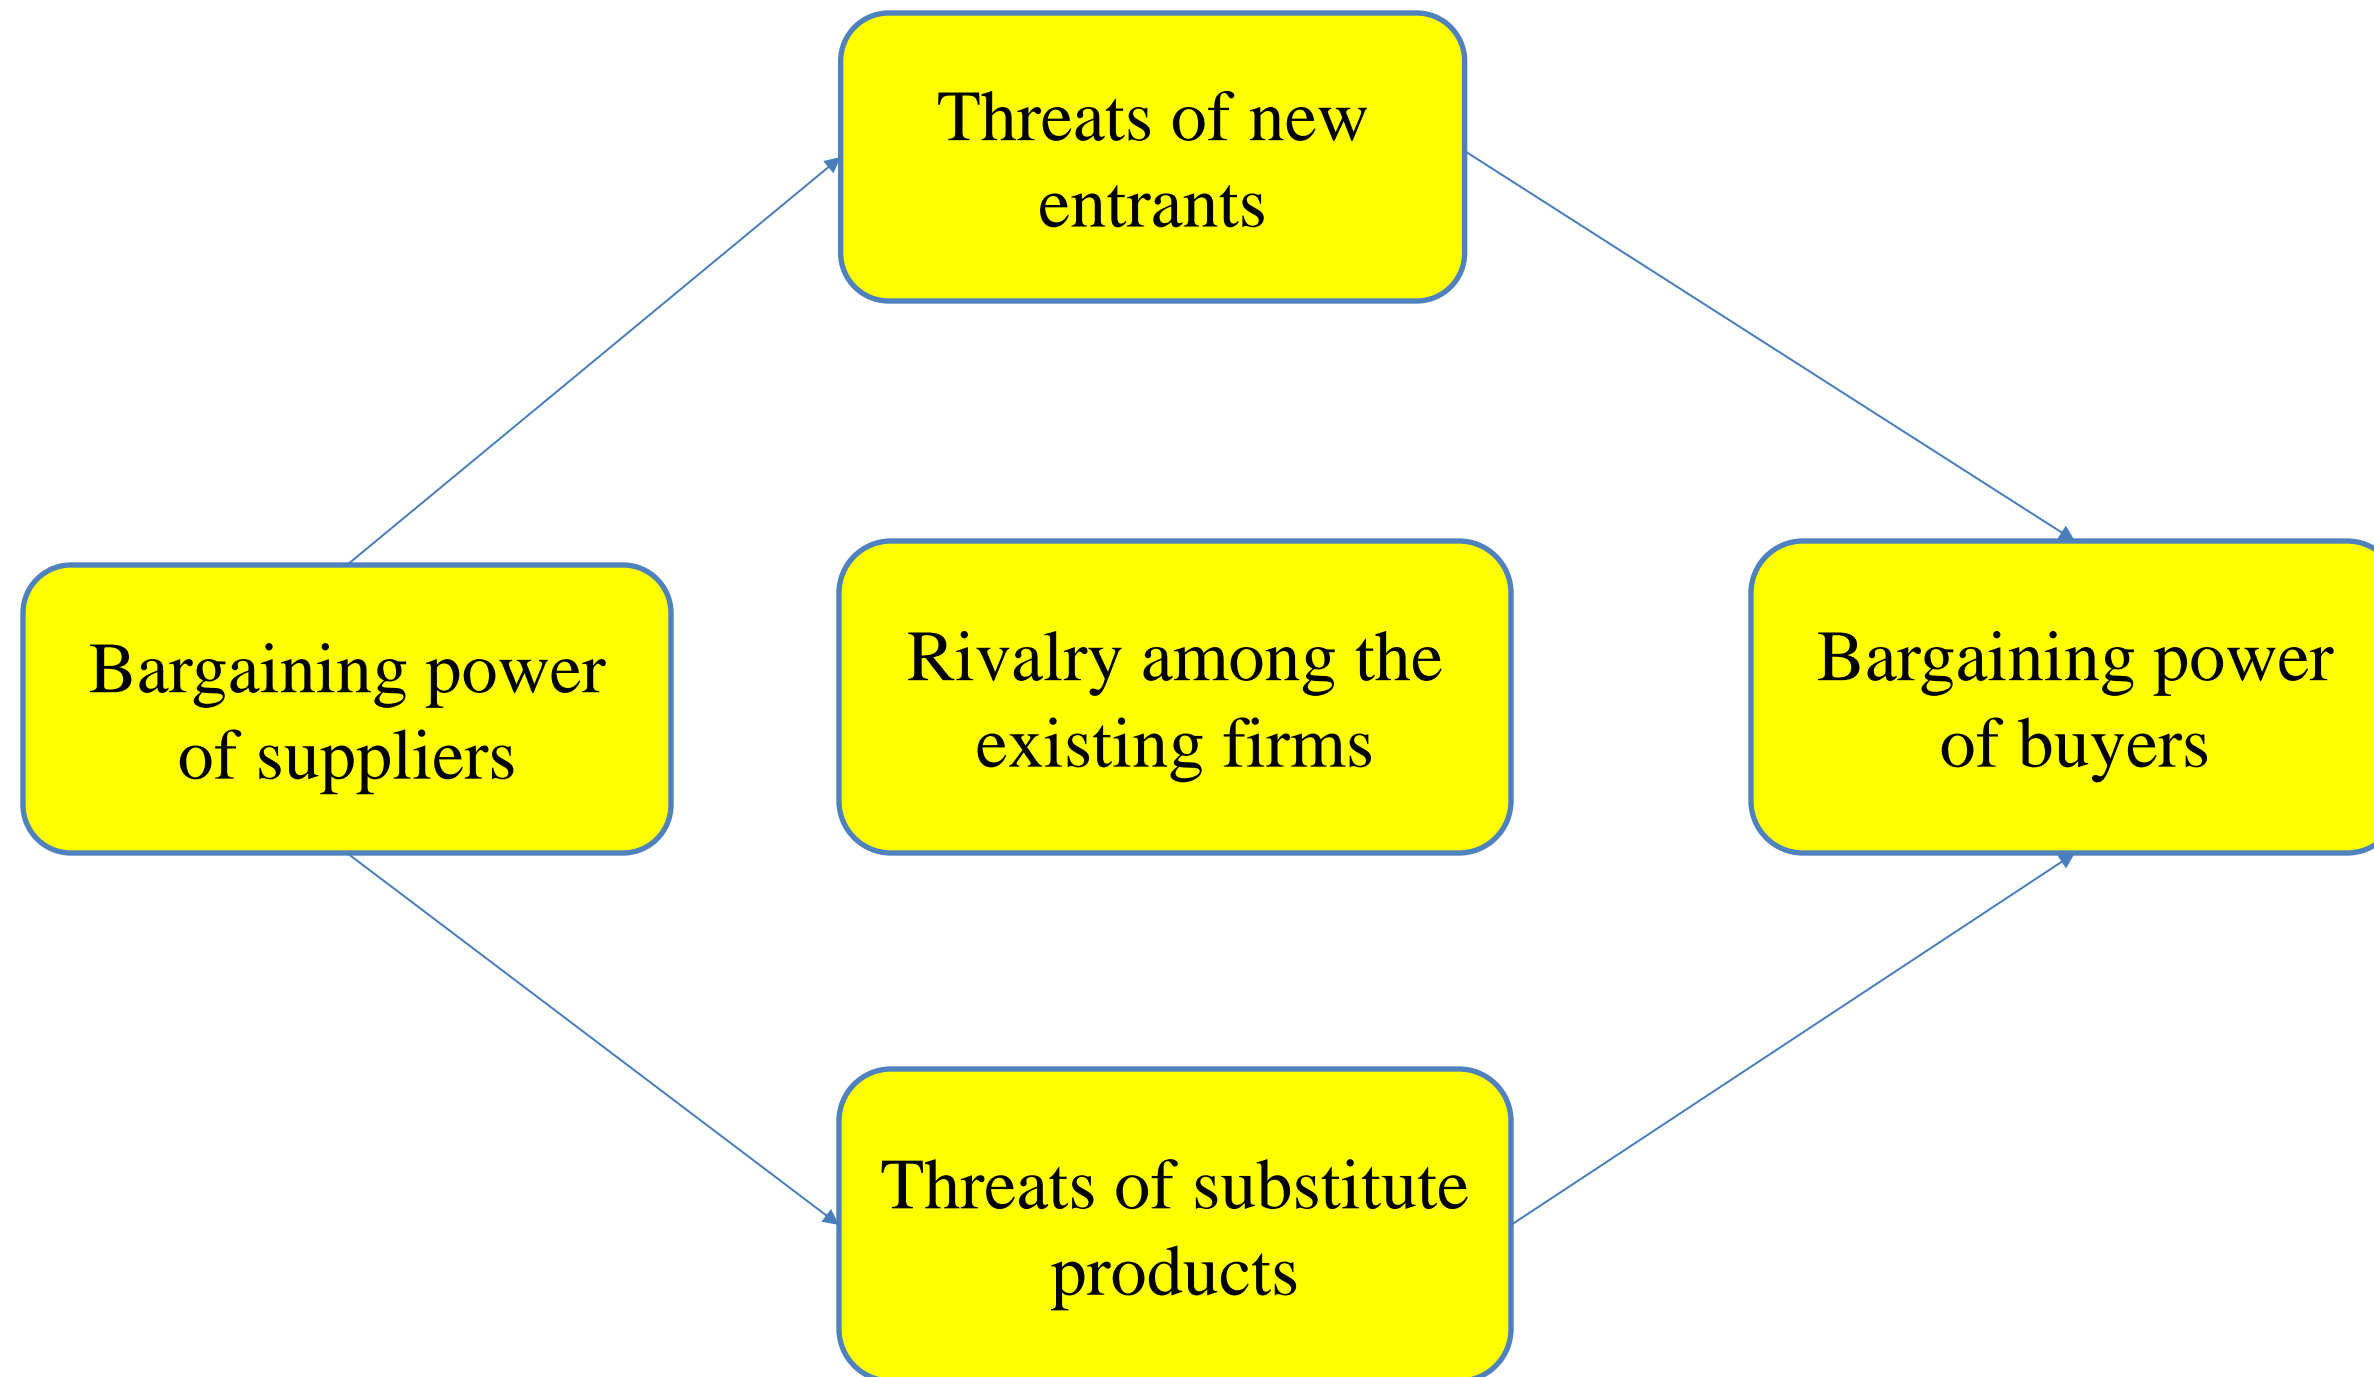 Threats of new
entrants
Bargaining power
of suppliers
Rivalry among the
existing firms
Bargaining power
of buyers
Threats of substitute
products